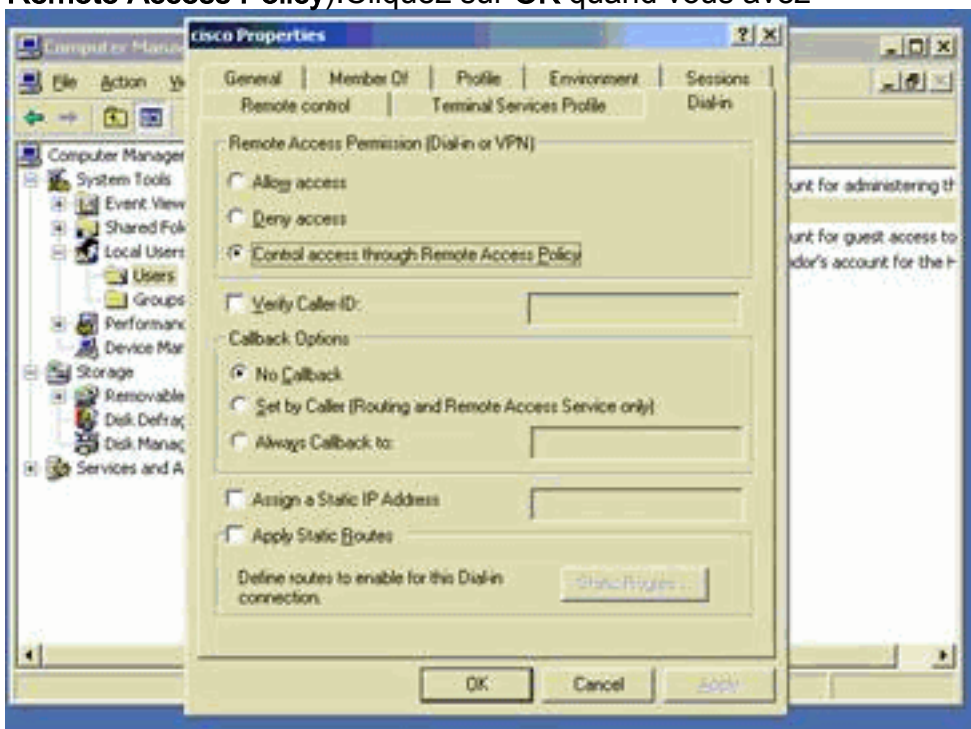 Remote Access Policy).Cliquez sur OK quand vous avez
Computer Mana
cisco Properties
File Action
General Member Of Profile Environment Sessions
Remote control Terminal Services Profile Dial-in
Computer Manager
System Tools
Event View
Shared Fol
Local Users
Users
Groups
Performanc
Device Mar
Storage
Removable
Disk Defrag
Disk Manag
Services and A
Remote Access Permission (Dial-in or VPN)
Allow access
Deny access
Control access through Remote Access Policy
Verify Caller-ID:
Callback Options
No Callback
Set by Caller (Routing and Remote Access Service only)
Always Callback to:
Assign a Static IP Address
Apply Static Routes
Define routes to enable for this Dial-in
connection.
Static Routes ...
OK Cancel Apply
unt for administering th
unt for guest access to
dor's account for the H